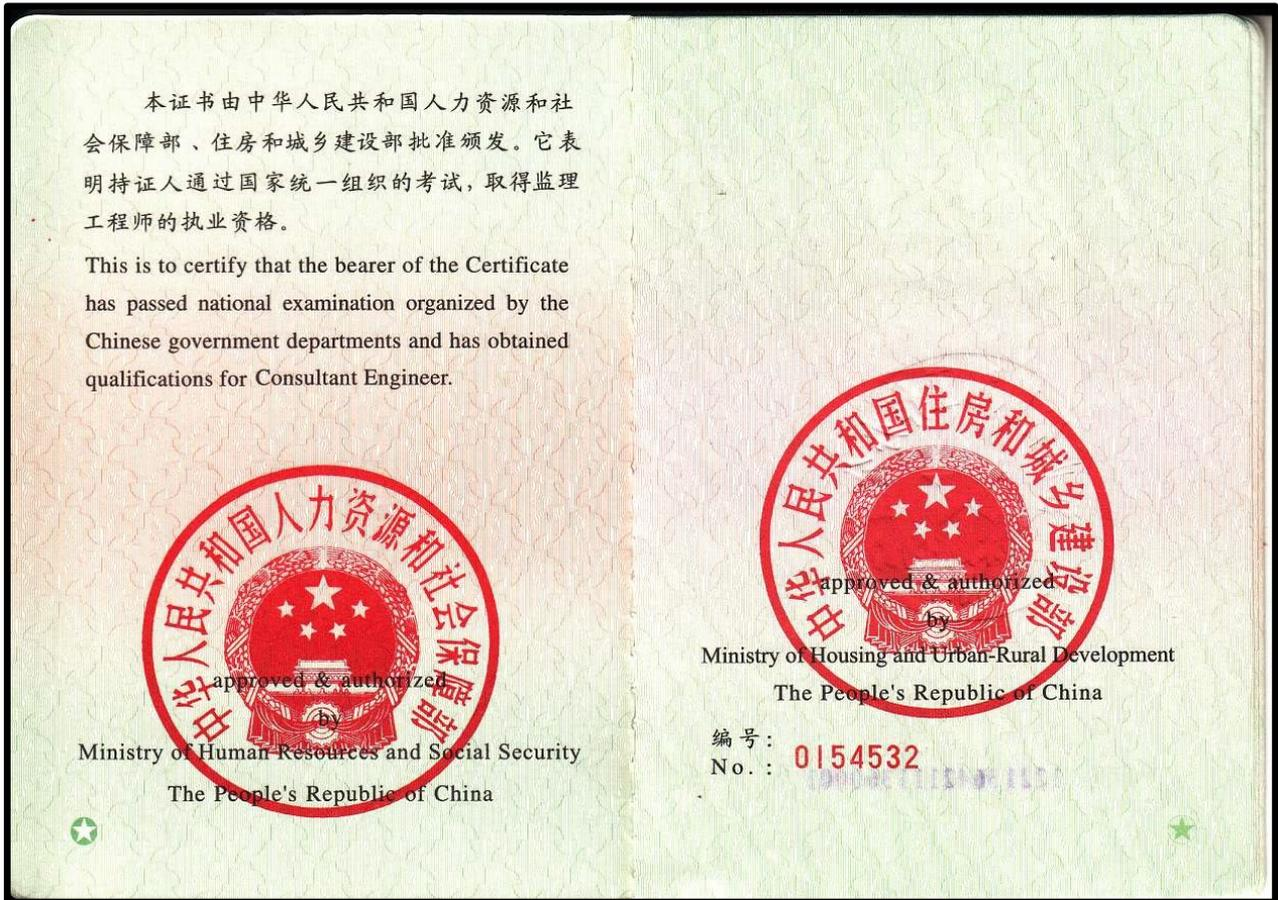 本证书由中华人民共和国人力资源和社
会保障部、住房和城乡建设部批准颁发。它表
明持证人通过国家统一组织的考试，取得监理
工程师的执业资格。
This is to certify that the bearer of the Certificate
has passed national examination organized by the
Chinese government departments and has obtained
qualifications for Consultant Engineer.
中华人民共和国人力资源和社会保障部
approved & authorized
by
Ministry of Human Resources and Social Security
The People's Republic of China
中华人民共和国住房和城乡建设部
approved & authorized
by
Ministry of Housing and Urban-Rural Development
The People's Republic of China
编号：
No.: 0154532